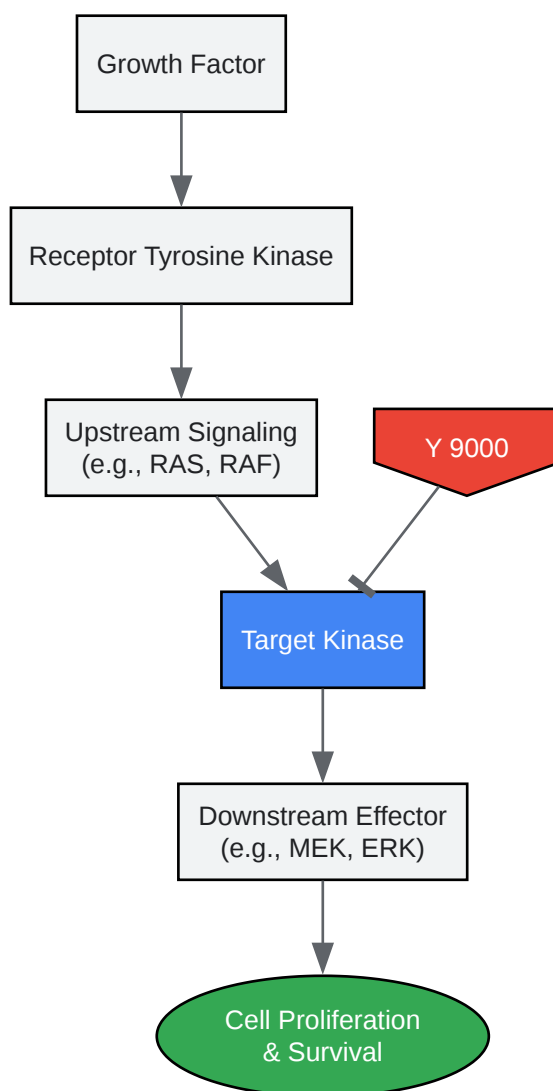 Growth Factor
Receptor Tyrosine Kinase
Upstream Signaling
(e.g., RAS, RAF)
Y 9000
Target Kinase
Downstream Effector
(e.g., MEK, ERK)
Cell Proliferation
& Survival